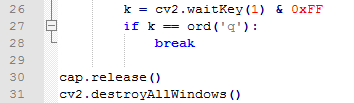 26 k = cv2.waitKey(1) & 0xFF
27 if k == ord('q'):
28 break
29
30 cap.release()
31 cv2.destroyAllWindows()